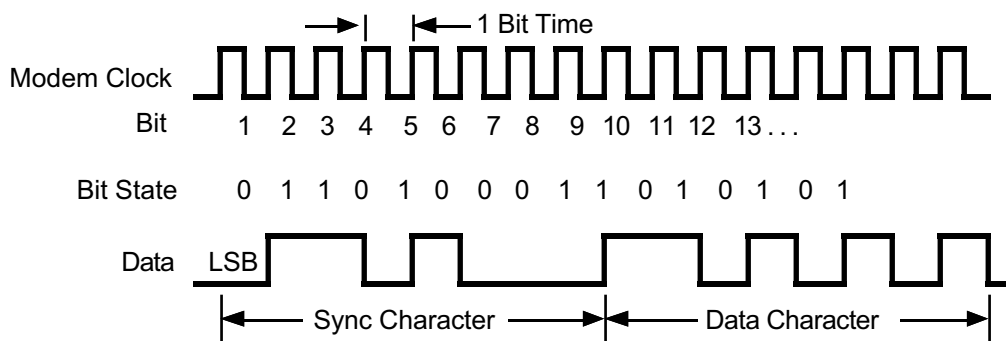 1 Bit Time
Modem Clock
Bit 1 2 3 4 5 6 7 8 9 10 11 12 13 . . .
Bit State 0 1 1 0 1 0 0 0 1 1 0 1 0 1 0 1
Data LSB
Sync Character Data Character